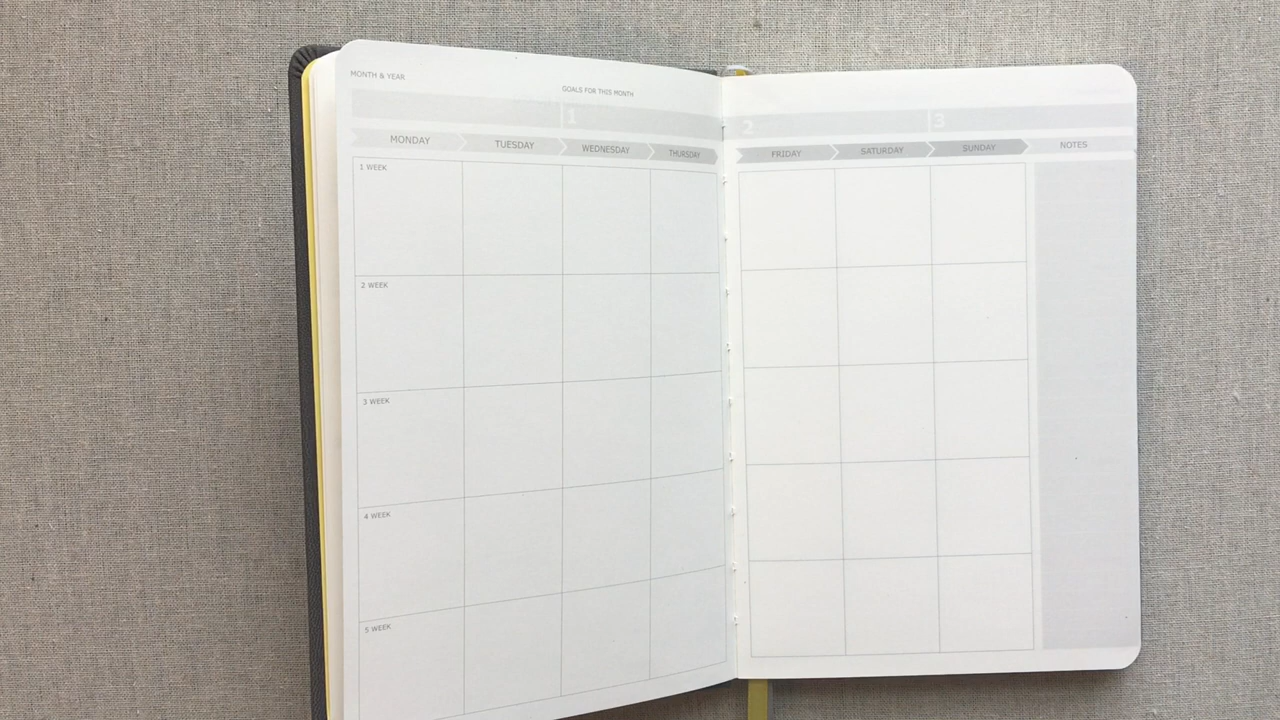 MONTH & YEAR
GOALS FOR THIS MONTH
1
2
3
MONDAY TUESDAY WEDNESDAY THURSDAY
FRIDAY SATURDAY SUNDAY NOTES
1 WEEK
2 WEEK
3 WEEK
4 WEEK
5 WEEK